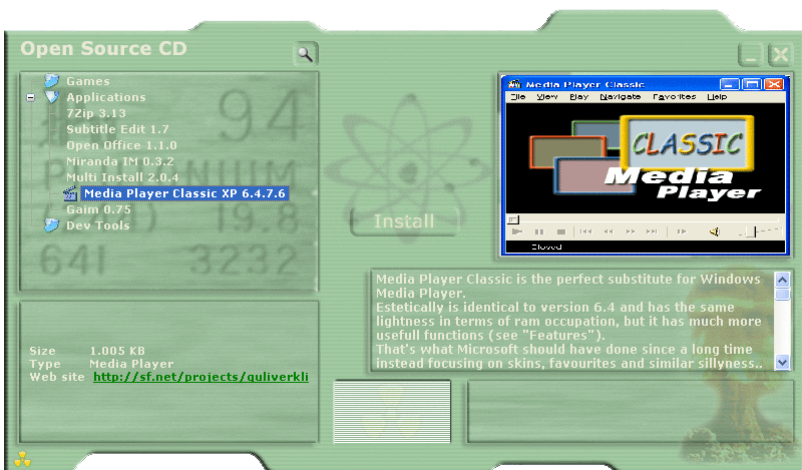 Open Source CD
Games
Applications
7Zip 3.13
Subtitle Edit 1.7
Open Office 1.1.0
Miranda IM 0.3.2
Multi Install 2.0.4
Media Player Classic XP 6.4.7.6
Gaim 0.75
Dev Tools
94
19.8
641 3232
Size 1.005 KB
Type Media Player
Web site http://sf.net/projects/guliverkli
Install
Media Player Classic
File View Play Navigate Favorites Help
CLASSIC
Media
Player
Closed
Media Player Classic is the perfect substitute for Windows
Media Player.
Estetically is identical to version 6.4 and has the same
lightness in terms of ram occupation, but it has much more
usefull functions (see "Features").
That's what Microsoft should have done since a long time
instead focusing on skins, favourites and similar sillyness..